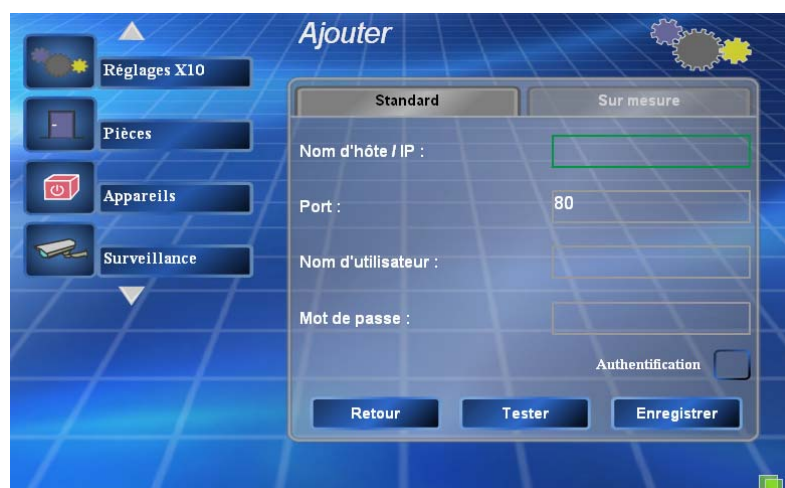 Ajouter
Réglages X10
Pièces
Appareils
Surveillance
Standard
Sur mesure
Nom d'hôte / IP :
Port :
80
Nom d'utilisateur :
Mot de passe :
Authentification
Retour
Tester
Enregistrer